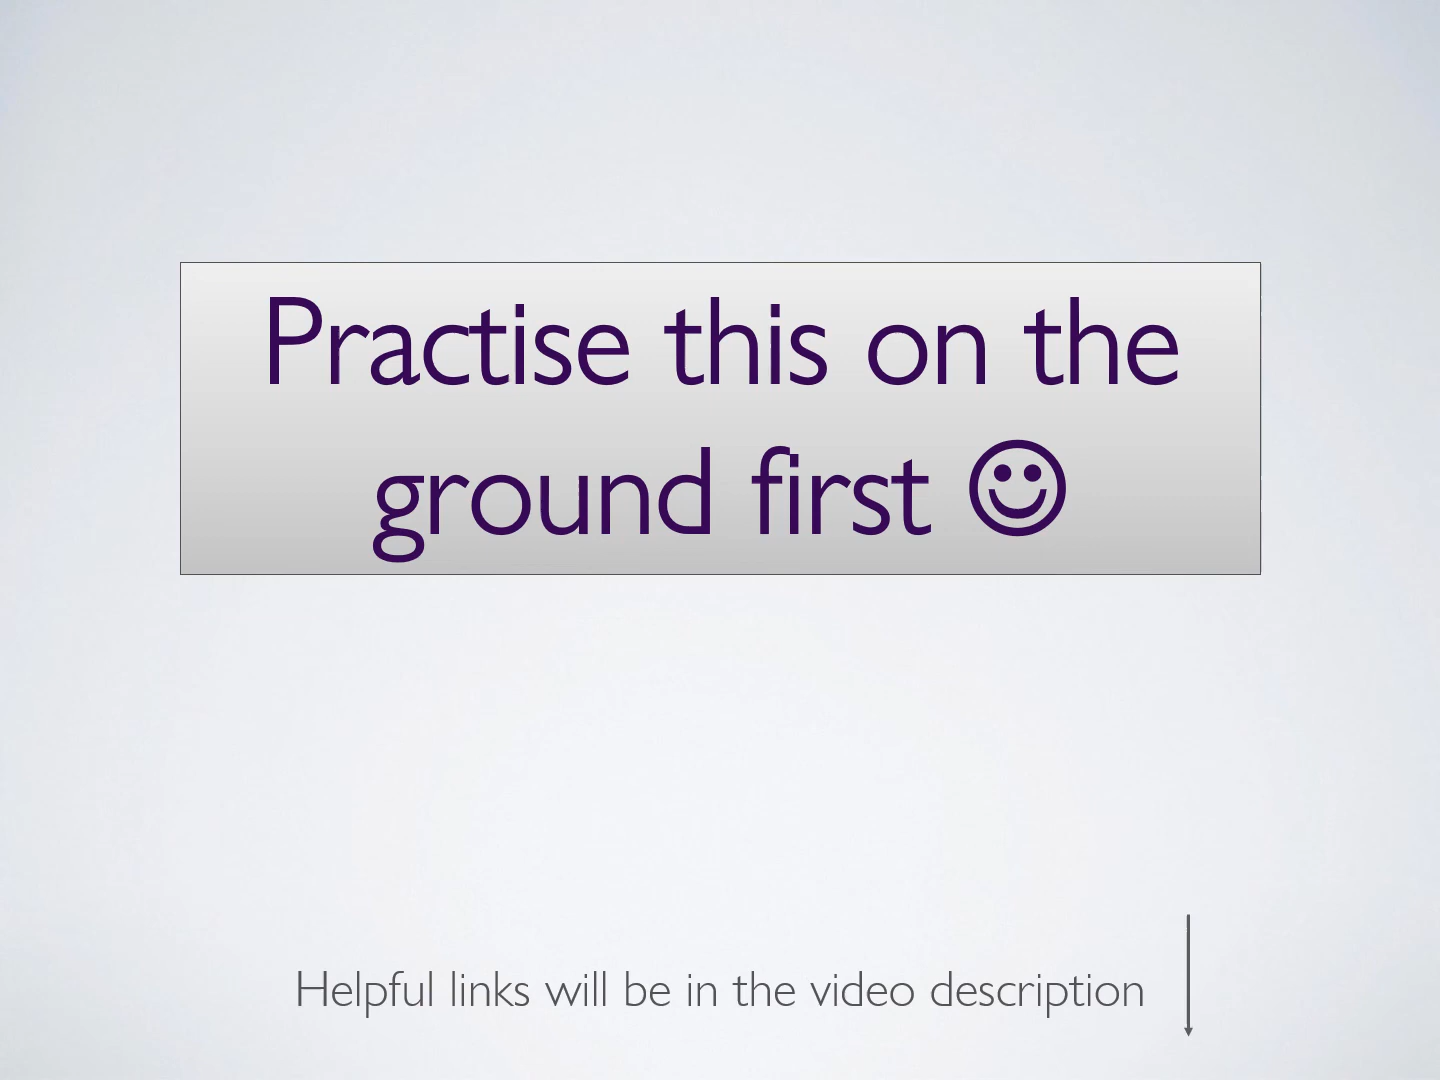 Practise this on the
ground first ☺
Helpful links will be in the video description